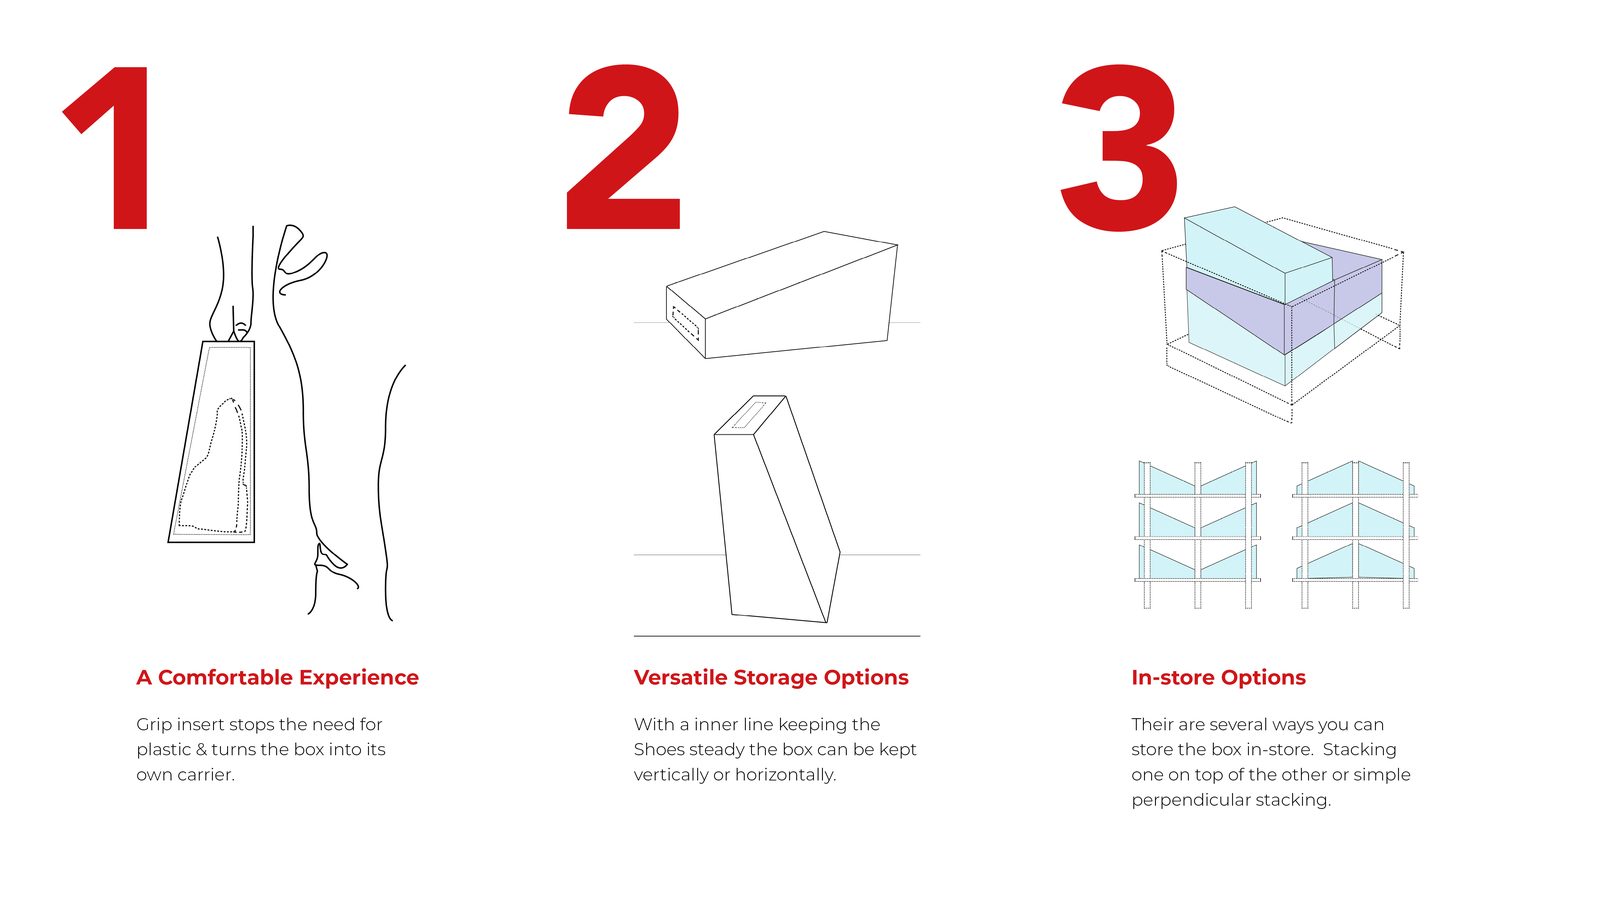 1
A Comfortable Experience
Grip insert stops the need for
plastic & turns the box into its
own carrier.
2
Versatile Storage Options
With a inner line keeping the
Shoes steady the box can be kept
vertically or horizontally.
3
In-store Options
Their are several ways you can
store the box in-store.  Stacking
one on top of the other or simple
perpendicular stacking.